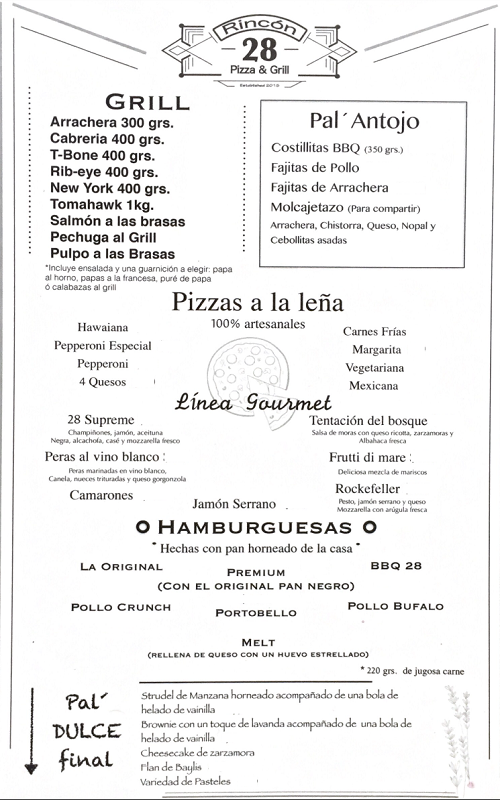 Rincón
28
Pizza & Grill
GRILL
Arrachera 300 grs.
Cabreria 400 grs.
T-Bone 400 grs.
Rib-eye 400 grs.
New York 400 grs.
Tomahawk 1kg.
Salmón a las brasas
Pechuga al Grill
Pulpo a las Brasas
*Incluye ensalada y una guarnición a elegir: papa
al horno, papas a la francesa, puré de papa
ó calabazas al grill
Pal´Antojo
Costillitas BBQ (350 grs.)
Fajitas de Pollo
Fajitas de Arrachera
Molcajetazo (Para compartir)
Arrachera, Chistorra, Queso, Nopal y
Cebollitas asadas
Pizzas a la leña
100% artesanales
Hawaiana
Pepperoni Especial
Pepperoni
4 Quesos
Carnes Frías
Margarita
Vegetariana
Mexicana
Línea Gourmet
28 Supreme
Champiñones, jamón, aceituna
Negra, alcachofa, casé y mozzarella fresco
Peras al vino blanco
Peras marinadas en vino blanco,
Canela, nueces trituradas y queso gorgonzola
Camarones
Tentación del bosque
Salsa de moras con queso ricotta, zarzamoras y
Albahaca fresca
Frutti di mare
Deliciosa mezcla de mariscos
Rockefeller
Pesto, jamón serrano y queso
Mozzarella con arúgula fresca
Jamón Serrano
HAMBURGUESAS
* Hechas con pan horneado de la casa *
LA ORIGINAL
PREMIUM
(CON EL ORIGINAL PAN NEGRO)
BBQ 28
POLLO CRUNCH
PORTOBELLO
POLLO BUFALO
MELT
(RELLENA DE QUESO CON UN HUEVO ESTRELLADO)
* 220 grs. de jugosa carne
Pal´
DULCE
final
Strudel de Manzana horneado acompañado de una bola de
helado de vainilla
Brownie con un toque de lavanda acompañado de una bola de
helado de vainilla
Cheesecake de zarzamora
Flan de Baylis
Variedad de Pasteles